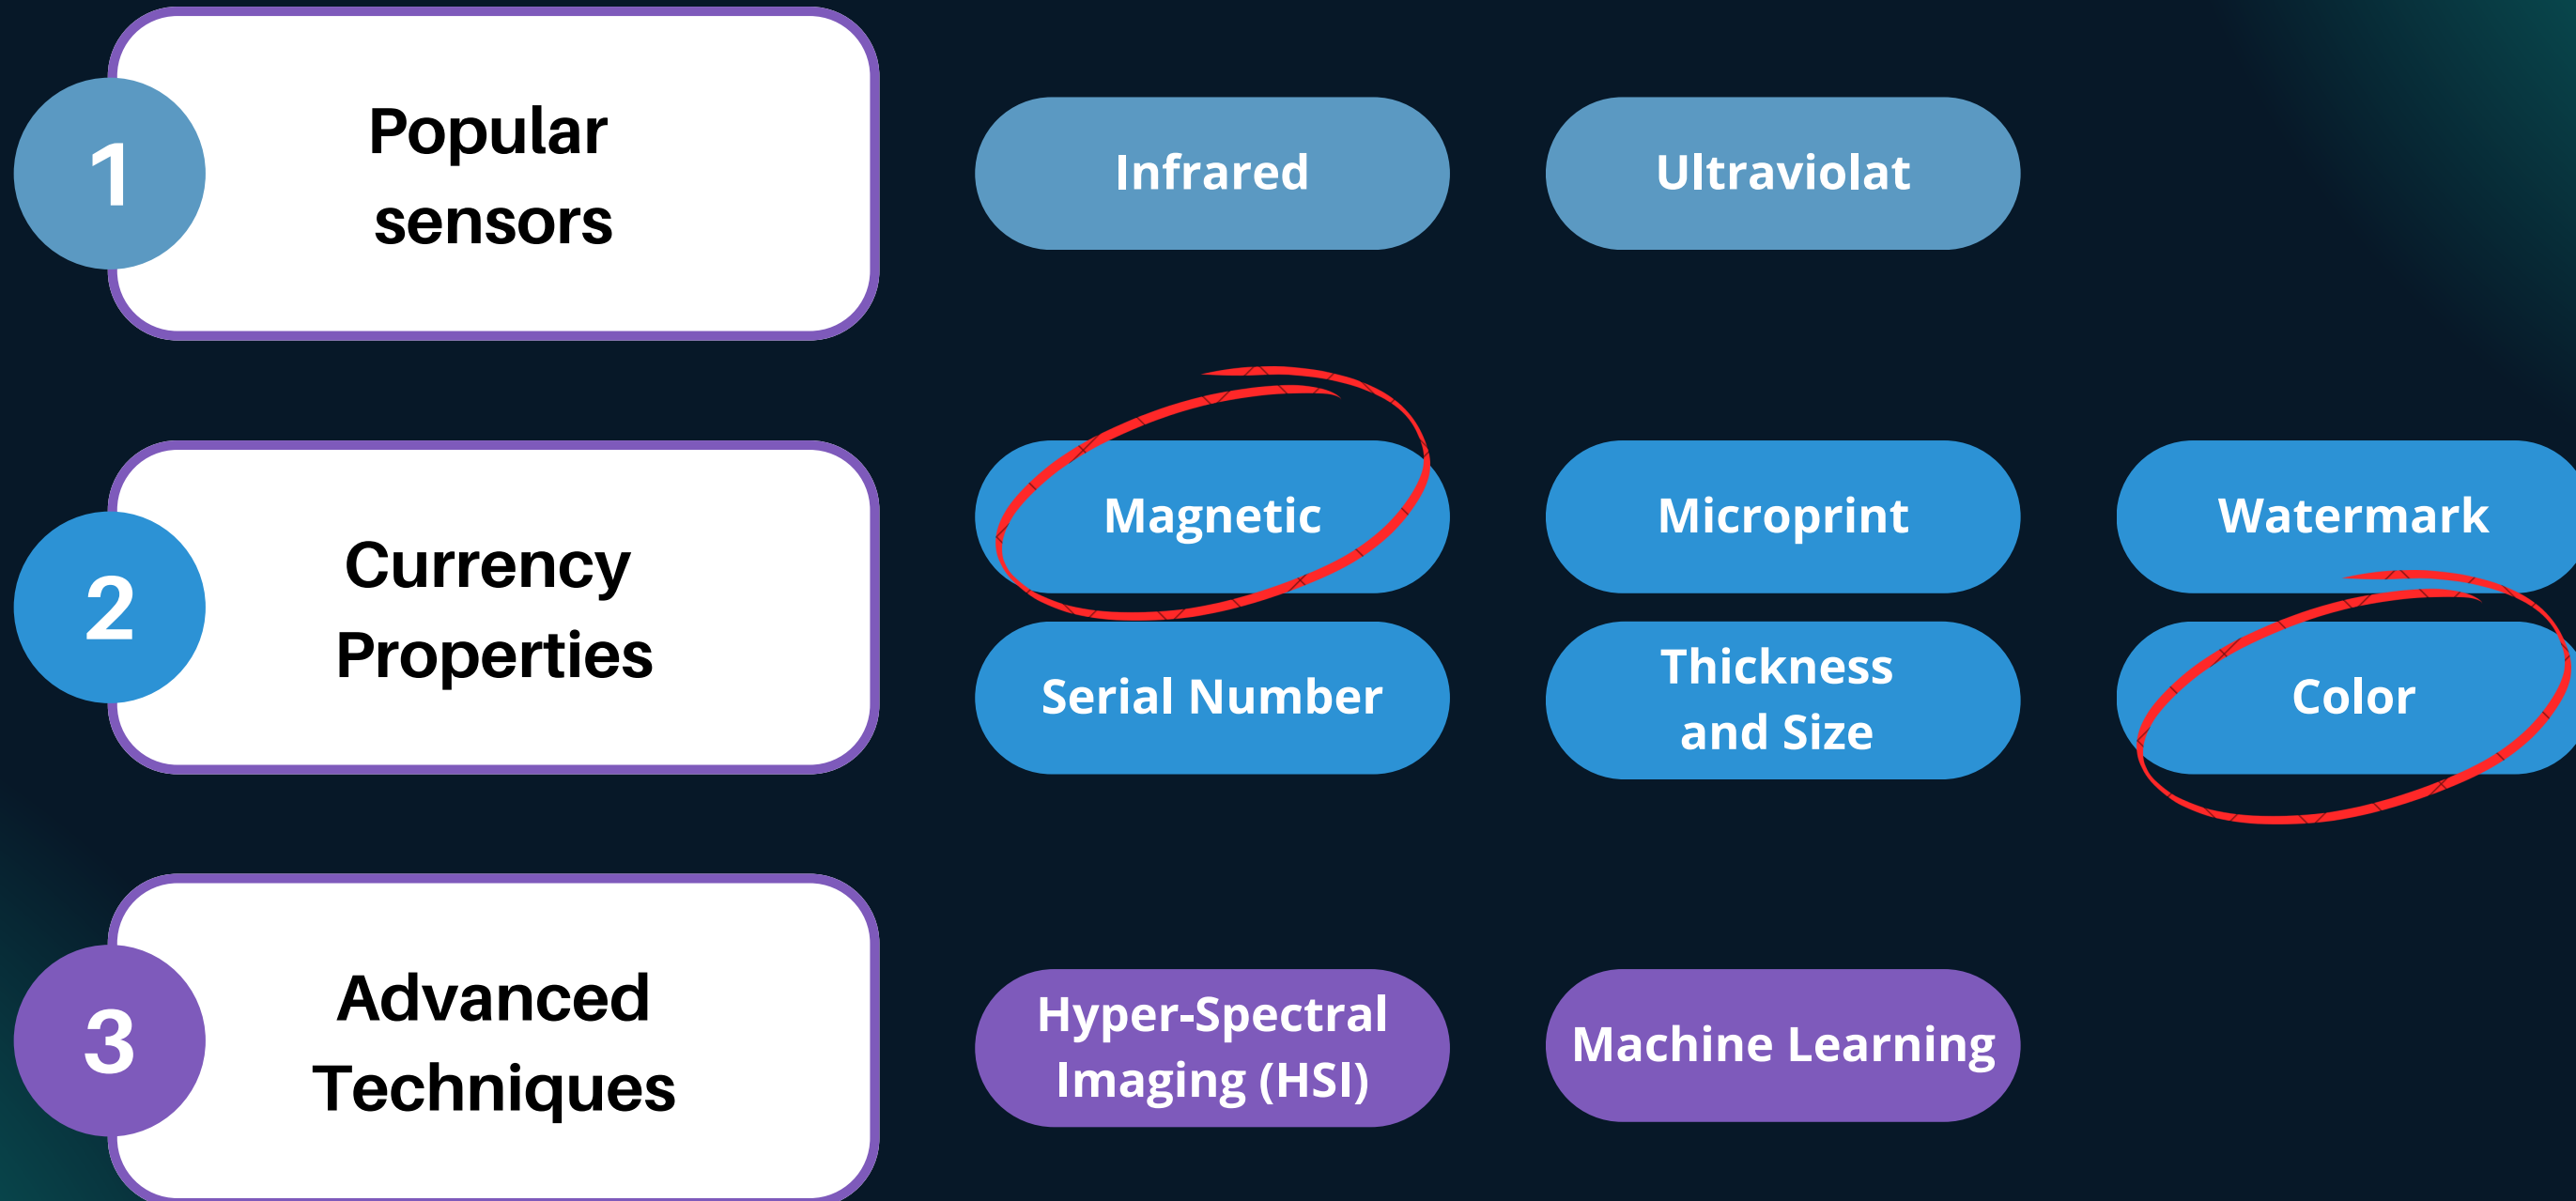 1
Popular
sensors
Infrared
Ultraviolat
2
Currency
Properties
Magnetic
Microprint
Watermark
Serial Number
Thickness
and Size
Color
3
Advanced
Techniques
Hyper-Spectral
Imaging (HSI)
Machine Learning